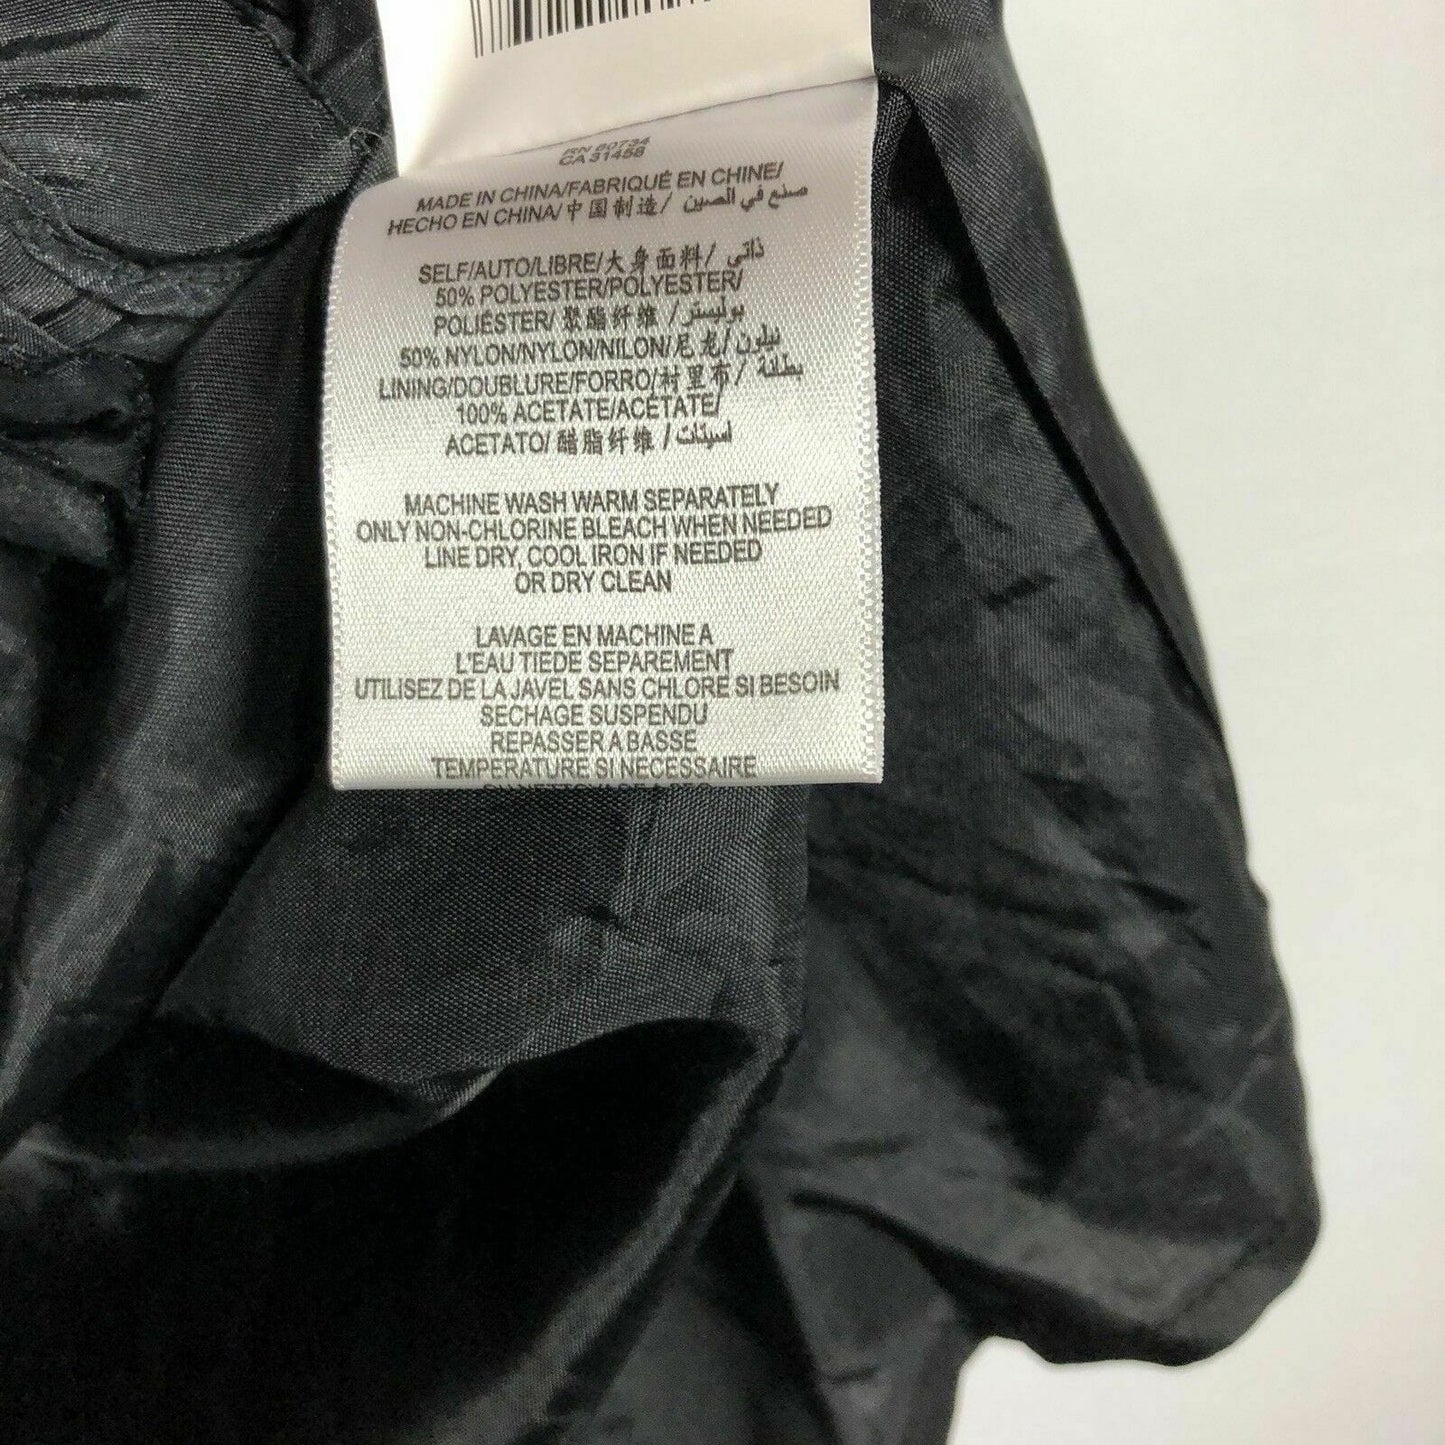 RN 80724
CA 31458
MADE IN CHINA/FABRIQUÉ EN CHINE/
HECHO EN CHINA/中国制造/ صنع في الصين
SELF/AUTO/LIBRE/大身面料/ ذاتي
50% POLYESTER/POLYESTER/
POLIÉSTER/ 聚酯纤维 /بوليستر
50% NYLON/NYLON/NILON/尼龙/نيلون
LINING/DOUBLURE/FORRO/衬里布/ بطانة
100% ACETATE/ACÉTATE/
ACETATO/ 醋脂纤维 /اسيتات
MACHINE WASH WARM SEPARATELY
ONLY NON-CHLORINE BLEACH WHEN NEEDED
LINE DRY, COOL IRON IF NEEDED
OR DRY CLEAN
LAVAGE EN MACHINE A
L'EAU TIEDE SEPAREMENT
UTILISEZ DE LA JAVEL SANS CHLORE SI BESOIN
SECHAGE SUSPENDU
REPASSER A BASSE
TEMPERATURE SI NECESSAIRE